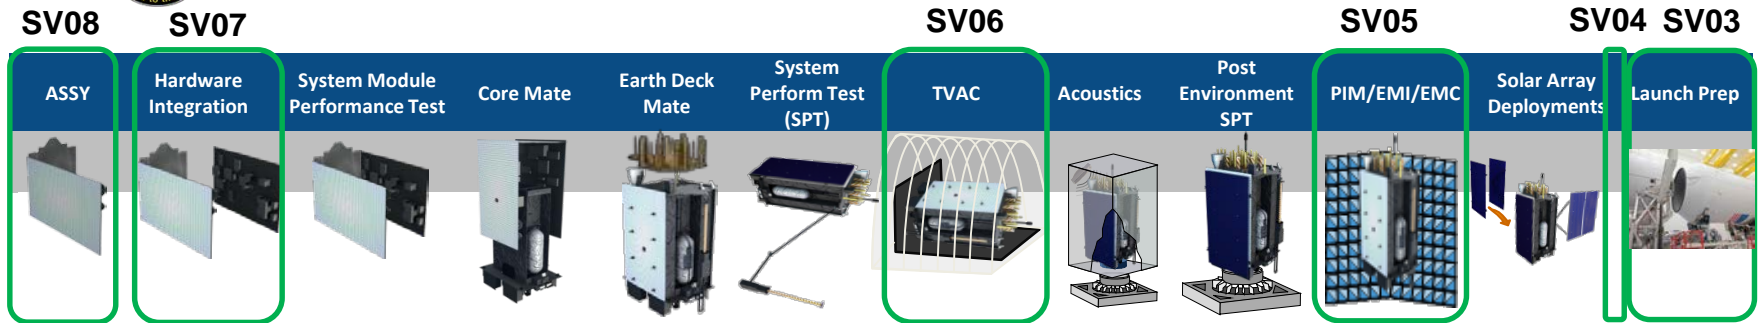 SV08
SV07
SV06
SV05
SV04
SV03
ASSY
Hardware
Integration
System Module
Performance Test
Core Mate
Earth Deck
Mate
System
Perform Test
(SPT)
TVAC
Acoustics
Post
Environment
SPT
PIM/EMI/EMC
Solar Array
Deployments
Launch Prep